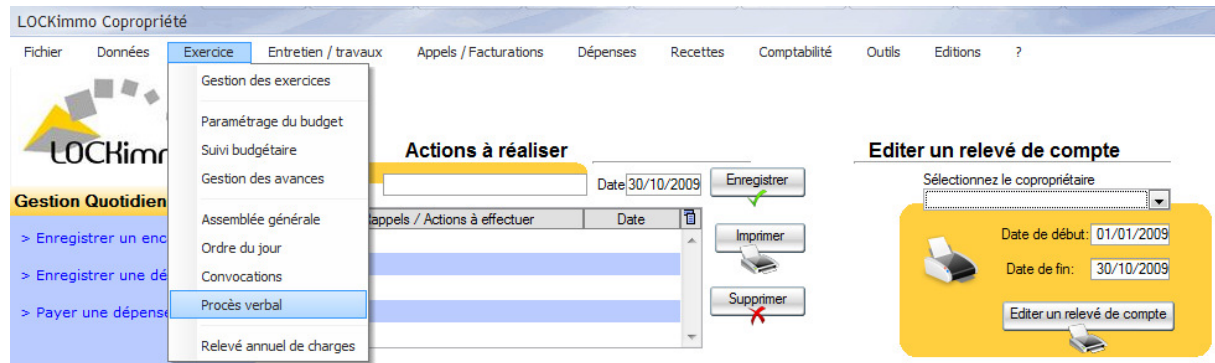 LOCKimmo Copropriété
Fichier Données Exercice Entretien / travaux Appels / Facturations Dépenses Recettes Comptabilité Outils Editions ?
Gestion des exercices
Paramétrage du budget
Suivi budgétaire
Gestion des avances
Assemblée générale
Ordre du jour
Convocations
Procès verbal
Relevé annuel de charges
LOCKimm
Gestion Quotidien
> Enregistrer un enc
> Enregistrer une dé
> Payer une dépense
Actions à réaliser
Date 30/10/2009 Enregistrer
appels / Actions à effectuer Date
Imprimer
Supprimer
Editer un relevé de compte
Sélectionnez le copropriétaire
Date de début: 01/01/2009
Date de fin: 30/10/2009
Editer un relevé de compte